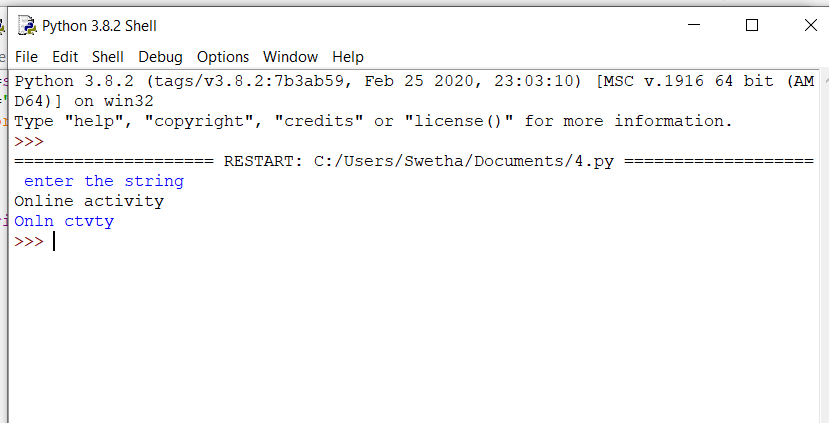 Python 3.8.2 Shell
File Edit Shell Debug Options Window Help
Python 3.8.2 (tags/v3.8.2:7b3ab59, Feb 25 2020, 23:03:10) [MSC v.1916 64 bit (AM
D64)] on win32
Type "help", "copyright", "credits" or "license()" for more information.
>>>
==================== RESTART: C:/Users/Swetha/Documents/4.py ===================
 enter the string
Online activity
Onln ctvty
>>>